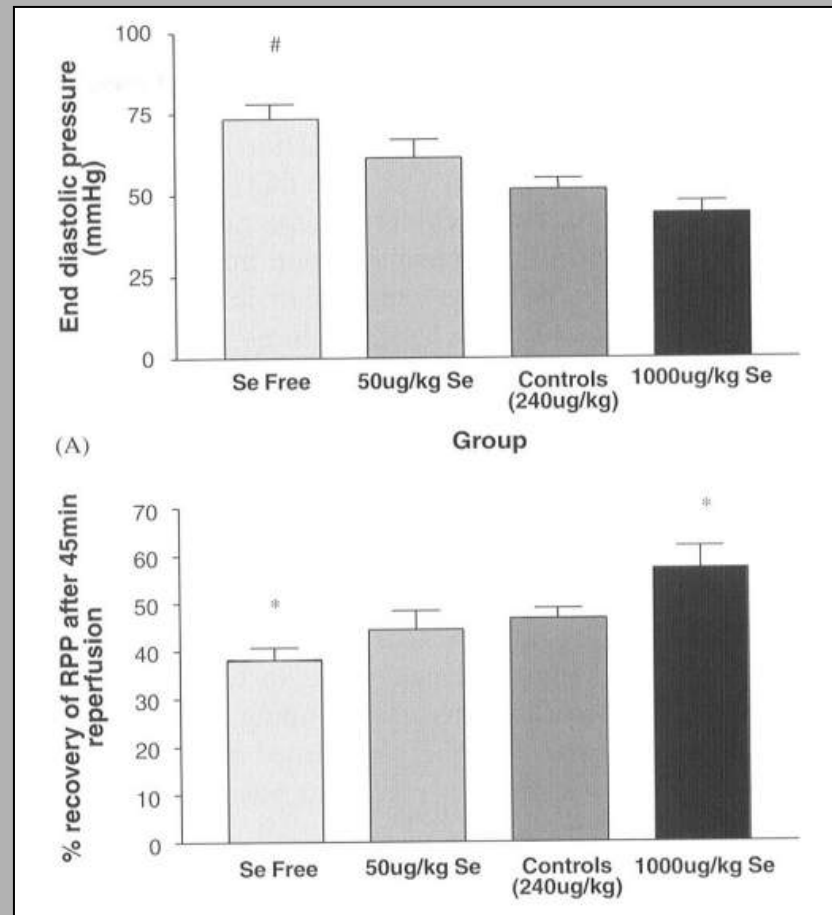 End diastolic pressure
(mmHg)
100
75
50
25
0
#
Se Free
50ug/kg Se
Controls
(240ug/kg)
1000ug/kg Se
(A)
Group
% recovery of RPP after 45min
reperfusion
70
60
50
40
30
20
10
0
*
*
Se Free
50ug/kg Se
Controls
(240ug/kg)
1000ug/kg Se